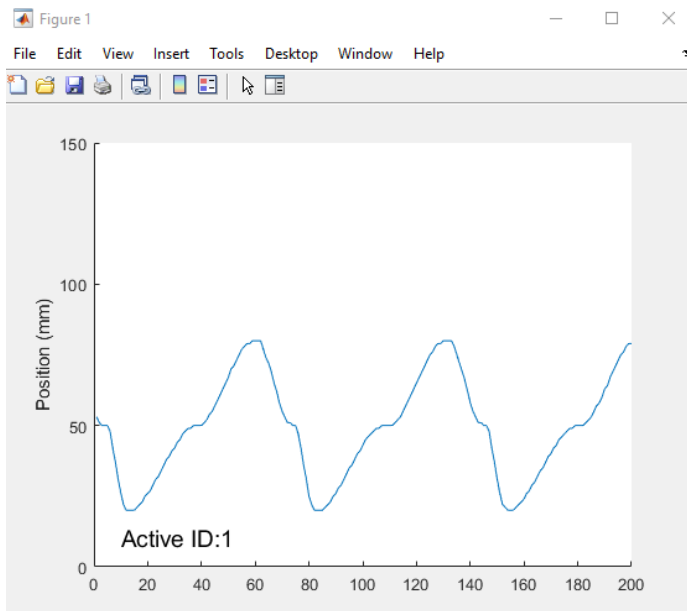 Figure 1
File Edit View Insert Tools Desktop Window Help
150
100
50
0
Position (mm)
Active ID:1
0 20 40 60 80 100 120 140 160 180 200